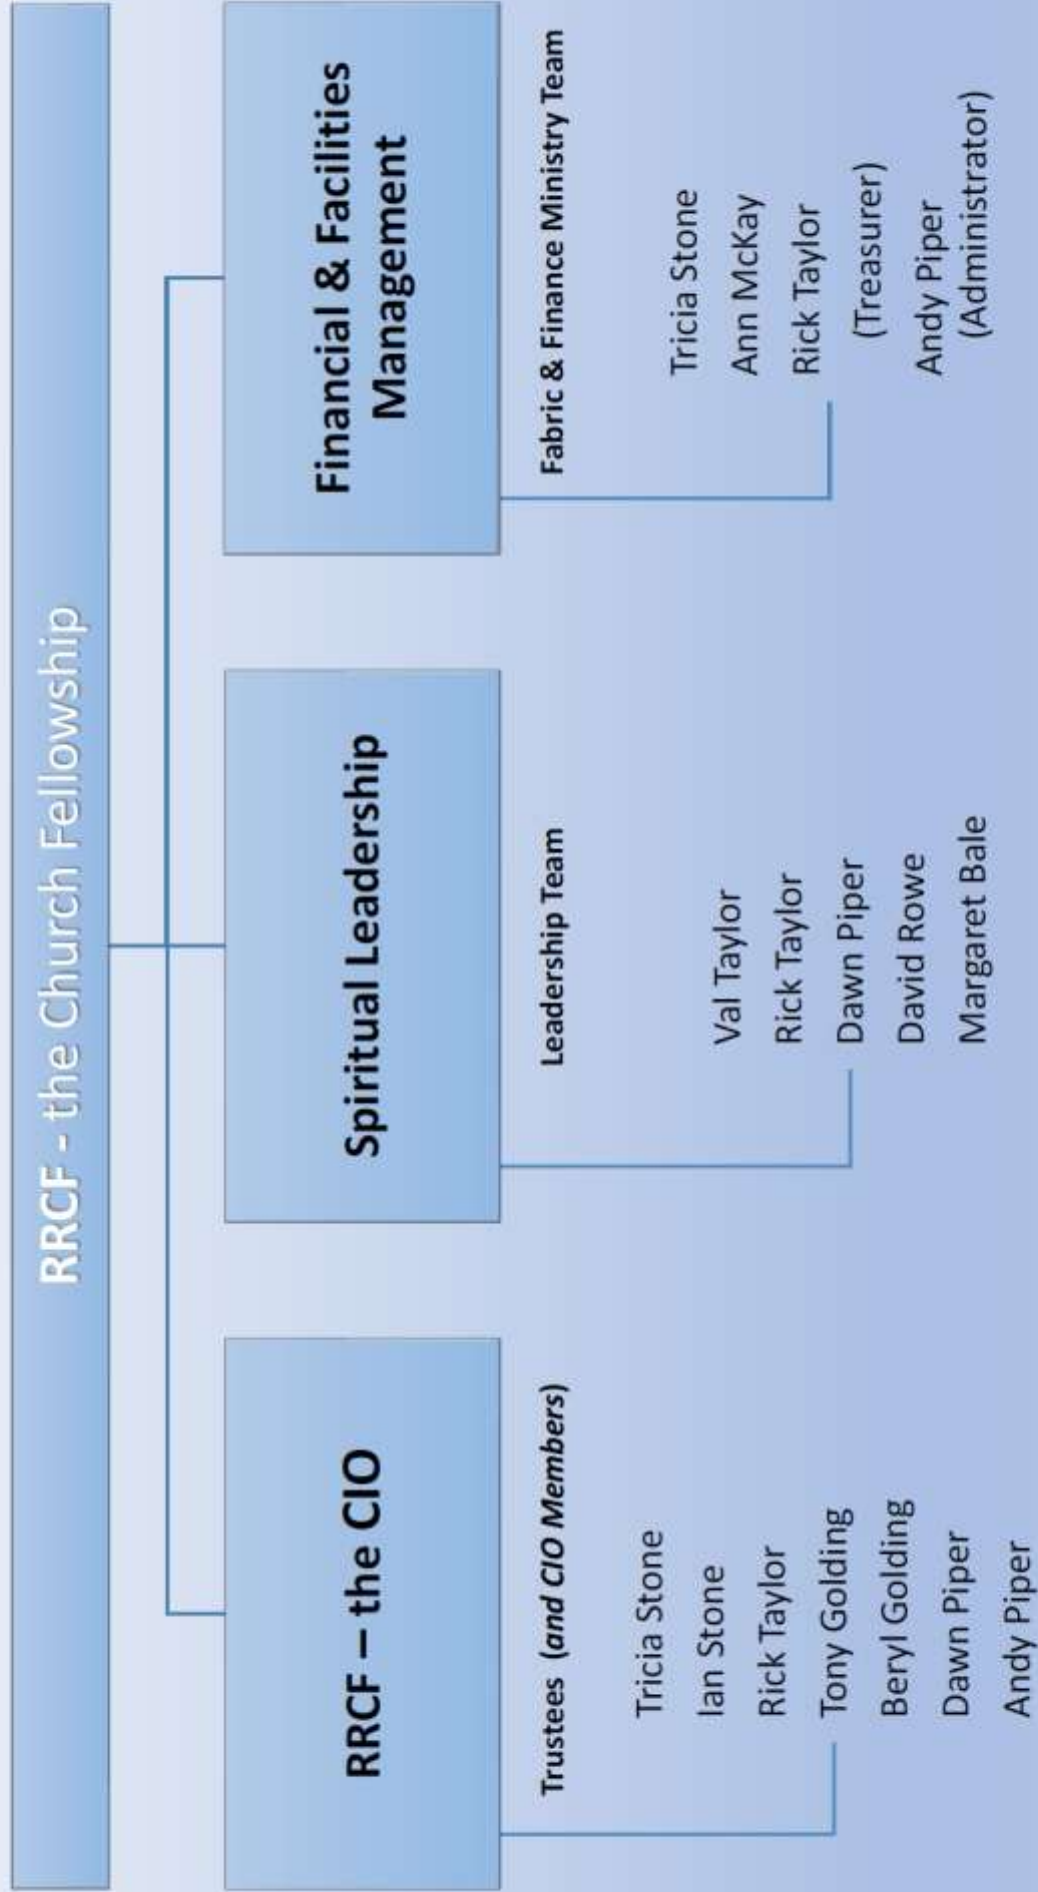 RRCF - the Church Fellowship
RRCF – the CIO
Trustees (and CIO Members)
Tricia Stone
Ian Stone
Rick Taylor
Tony Golding
Beryl Golding
Dawn Piper
Andy Piper
Spiritual Leadership
Leadership Team
Val Taylor
Rick Taylor
Dawn Piper
David Rowe
Margaret Bale
Financial & Facilities
Management
Fabric & Finance Ministry Team
Tricia Stone
Ann McKay
Rick Taylor
(Treasurer)
Andy Piper
(Administrator)